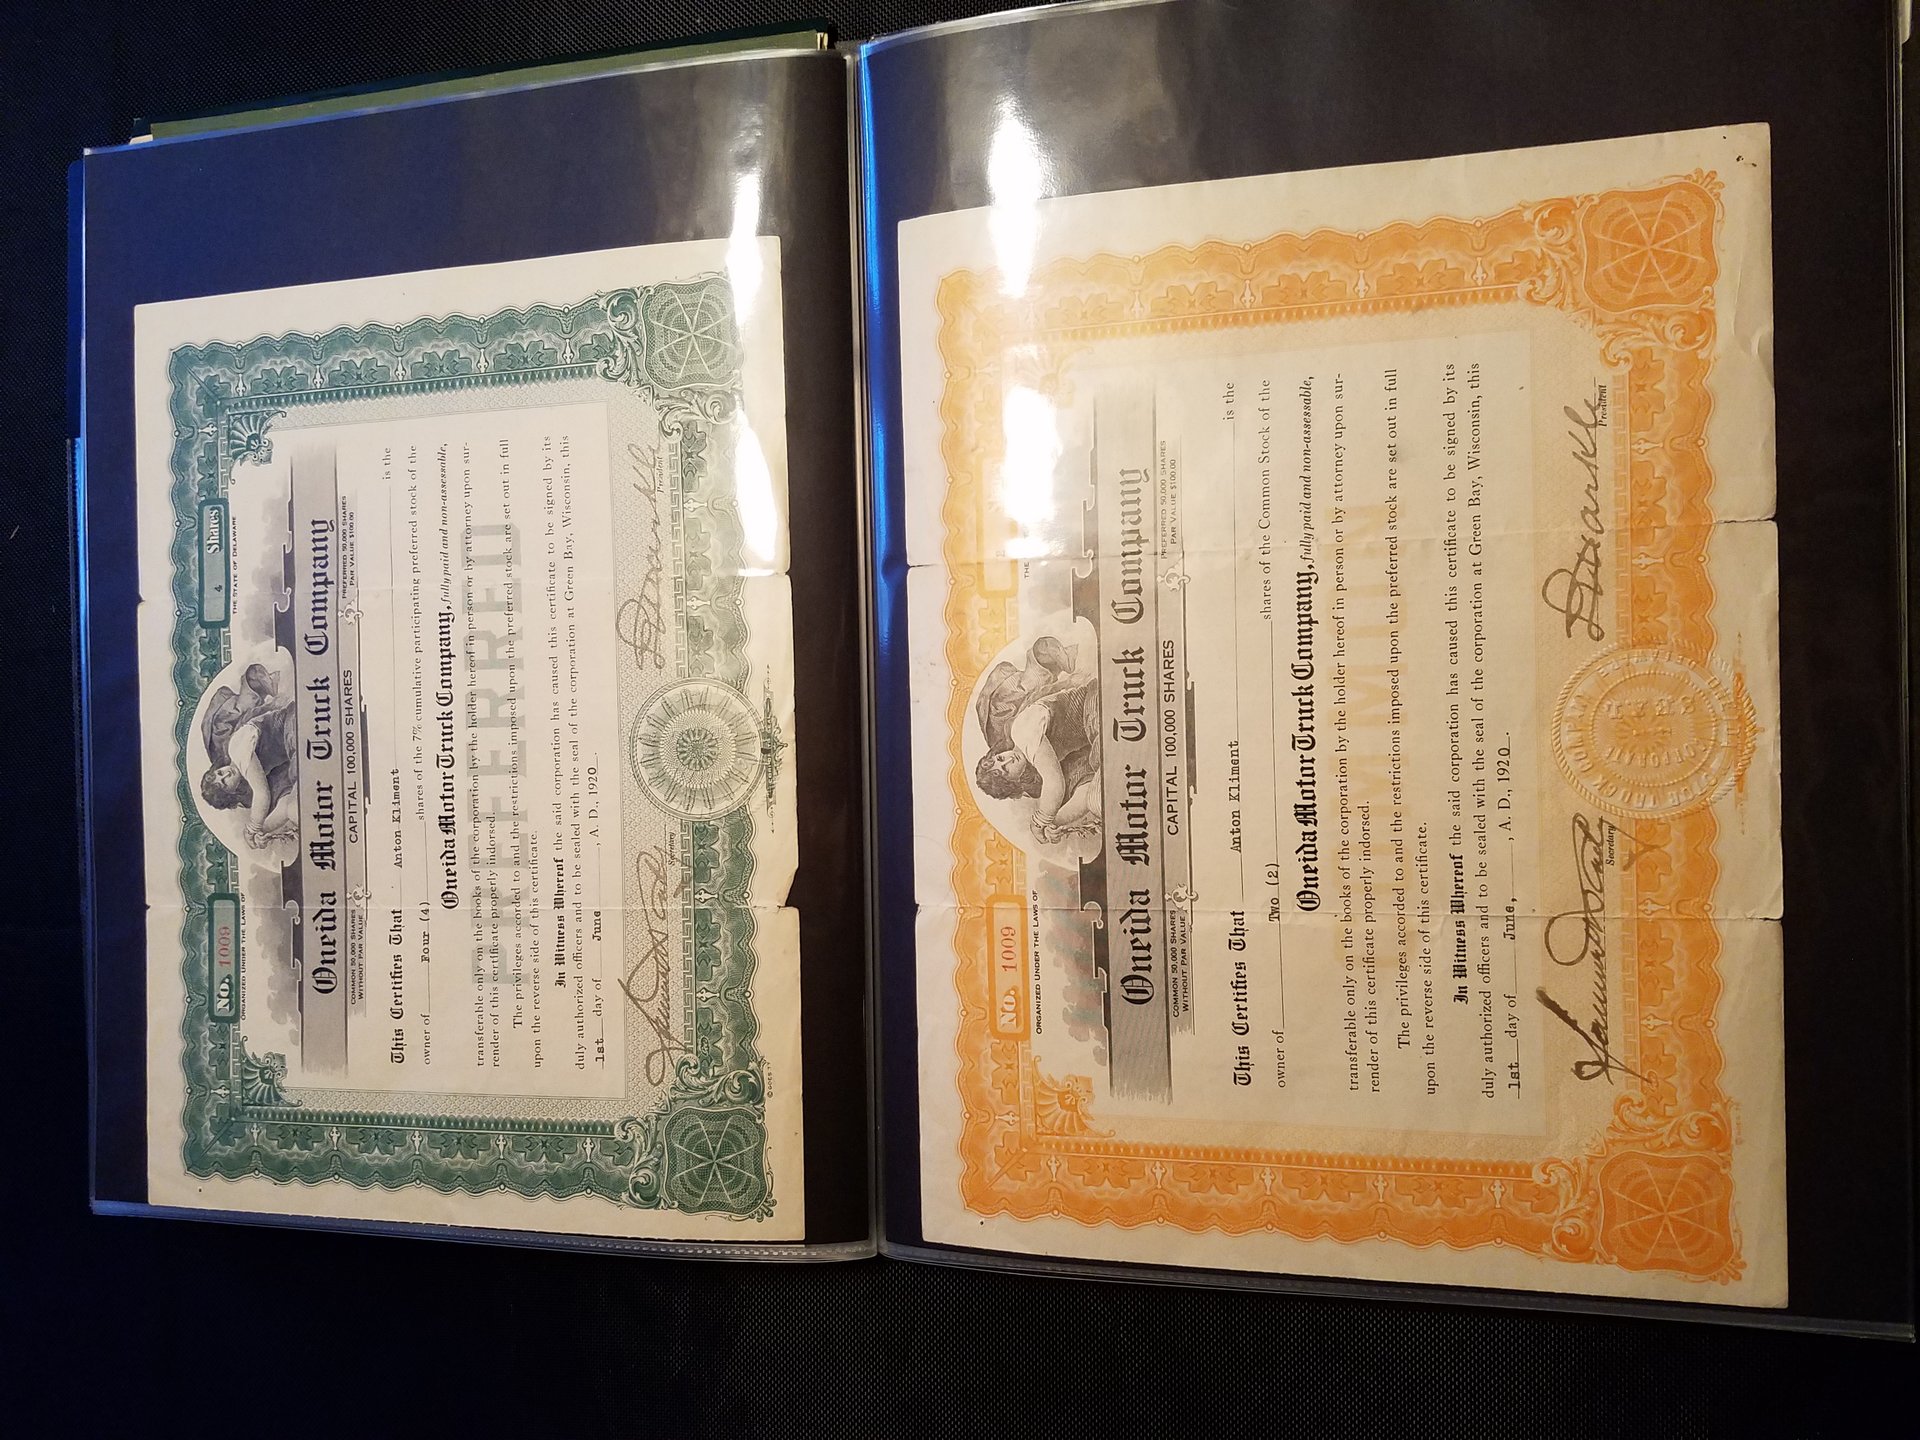 NO. 1009
4 Shares
ORGANIZED UNDER THE LAWS OF
THE STATE OF DELAWARE
Oneida Motor Truck Company
COMMON 50,000 SHARES
WITHOUT PAR VALUE
CAPITAL 100,000 SHARES
PREFERRED 50,000 SHARES
PAR VALUE $100.00
This Certifies That Anton Kliment is the
owner of Four (4) shares of the 7% cumulative participating preferred stock of the
Oneida Motor Truck Company, fully paid and non-assessable,
transferable only on the books of the corporation by the holder hereof in person or by attorney upon sur-
render of this certificate properly indorsed.
PREFERRED
The privileges accorded to and the restrictions imposed upon the preferred stock are set out in full
upon the reverse side of this certificate.
In Witness Whereof the said corporation has caused this certificate to be signed by its
duly authorized officers and to be sealed with the seal of the corporation at Green Bay, Wisconsin, this
1st day of June , A. D., 1920.
Secretary
President
© GOES
NO. 1009
ORGANIZED UNDER THE LAWS OF
THE
Oneida Motor Truck Company
COMMON 50,000 SHARES
WITHOUT PAR VALUE
CAPITAL 100,000 SHARES
PREFERRED 50,000 SHARES
PAR VALUE $100.00
This Certifies That Anton Kliment is the
owner of Two (2) shares of the Common Stock of the
Oneida Motor Truck Company, fully paid and non-assessable,
transferable only on the books of the corporation by the holder hereof in person or by attorney upon sur-
render of this certificate properly indorsed.
COMMON
The privileges accorded to and the restrictions imposed upon the preferred stock are set out in full
upon the reverse side of this certificate.
In Witness Whereof the said corporation has caused this certificate to be signed by its
duly authorized officers and to be sealed with the seal of the corporation at Green Bay, Wisconsin, this
1st day of June, , A. D., 1920.
Secretary
President
CORPORATE
SEAL